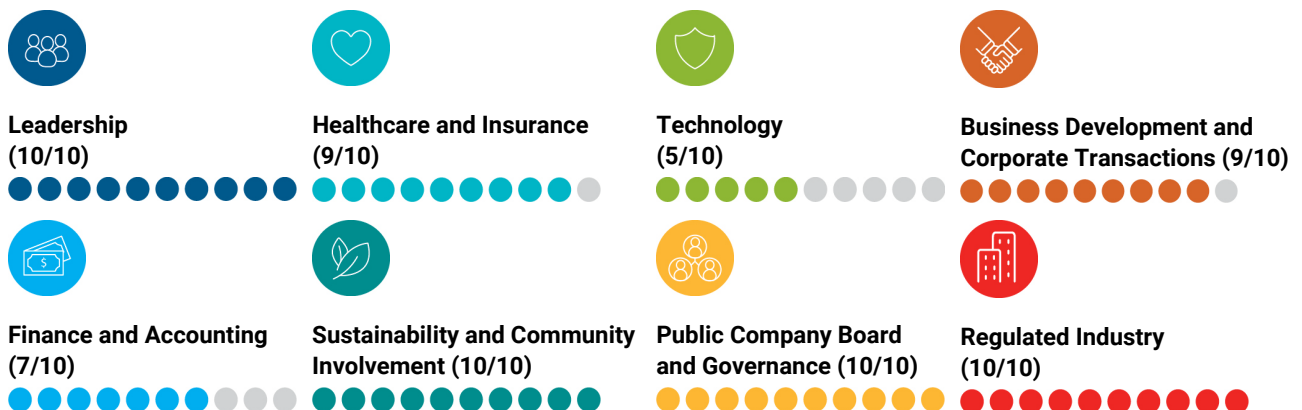 Leadership
(10/10)
Healthcare and Insurance
(9/10)
Technology
(5/10)
Business Development and
Corporate Transactions (9/10)
$
Finance and Accounting
(7/10)
Sustainability and Community
Involvement (10/10)
Public Company Board
and Governance (10/10)
Regulated Industry
(10/10)